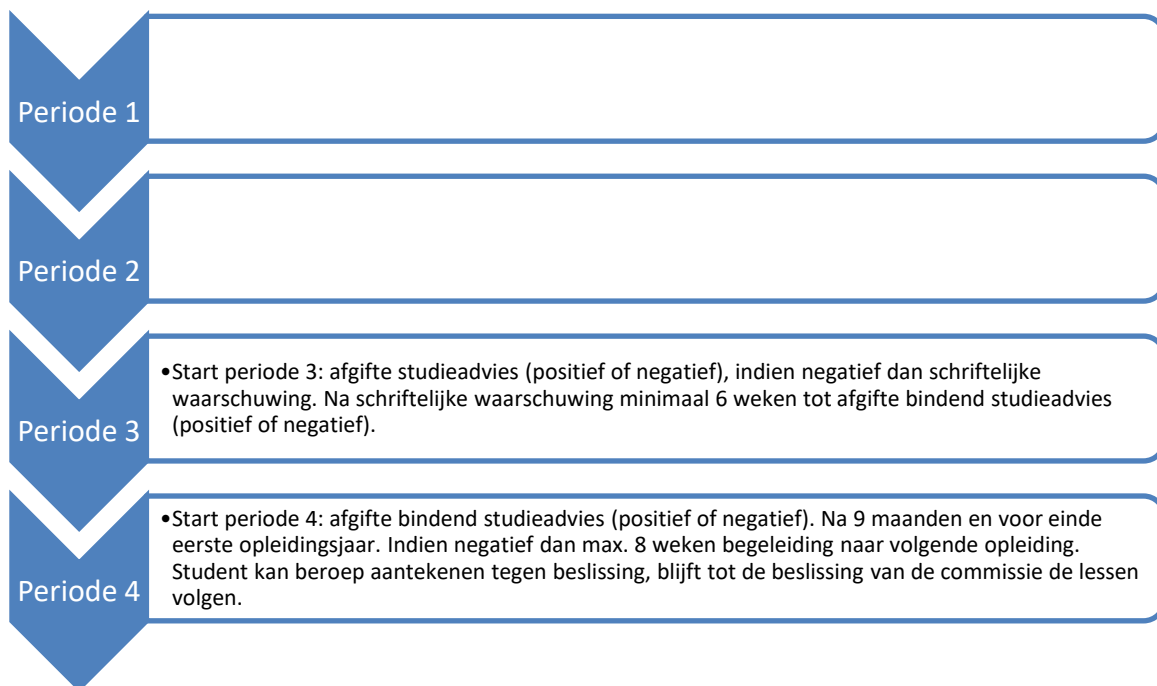 Periode 1
Periode 2
Periode 3
•Start periode 3: afgifte studieadvies (positief of negatief), indien negatief dan schriftelijke
waarschuwing. Na schriftelijke waarschuwing minimaal 6 weken tot afgifte bindend studieadvies
(positief of negatief).
Periode 4
•Start periode 4: afgifte bindend studieadvies (positief of negatief). Na 9 maanden en voor einde
eerste opleidingsjaar. Indien negatief dan max. 8 weken begeleiding naar volgende opleiding.
Student kan beroep aantekenen tegen beslissing, blijft tot de beslissing van de commissie de lessen
volgen.